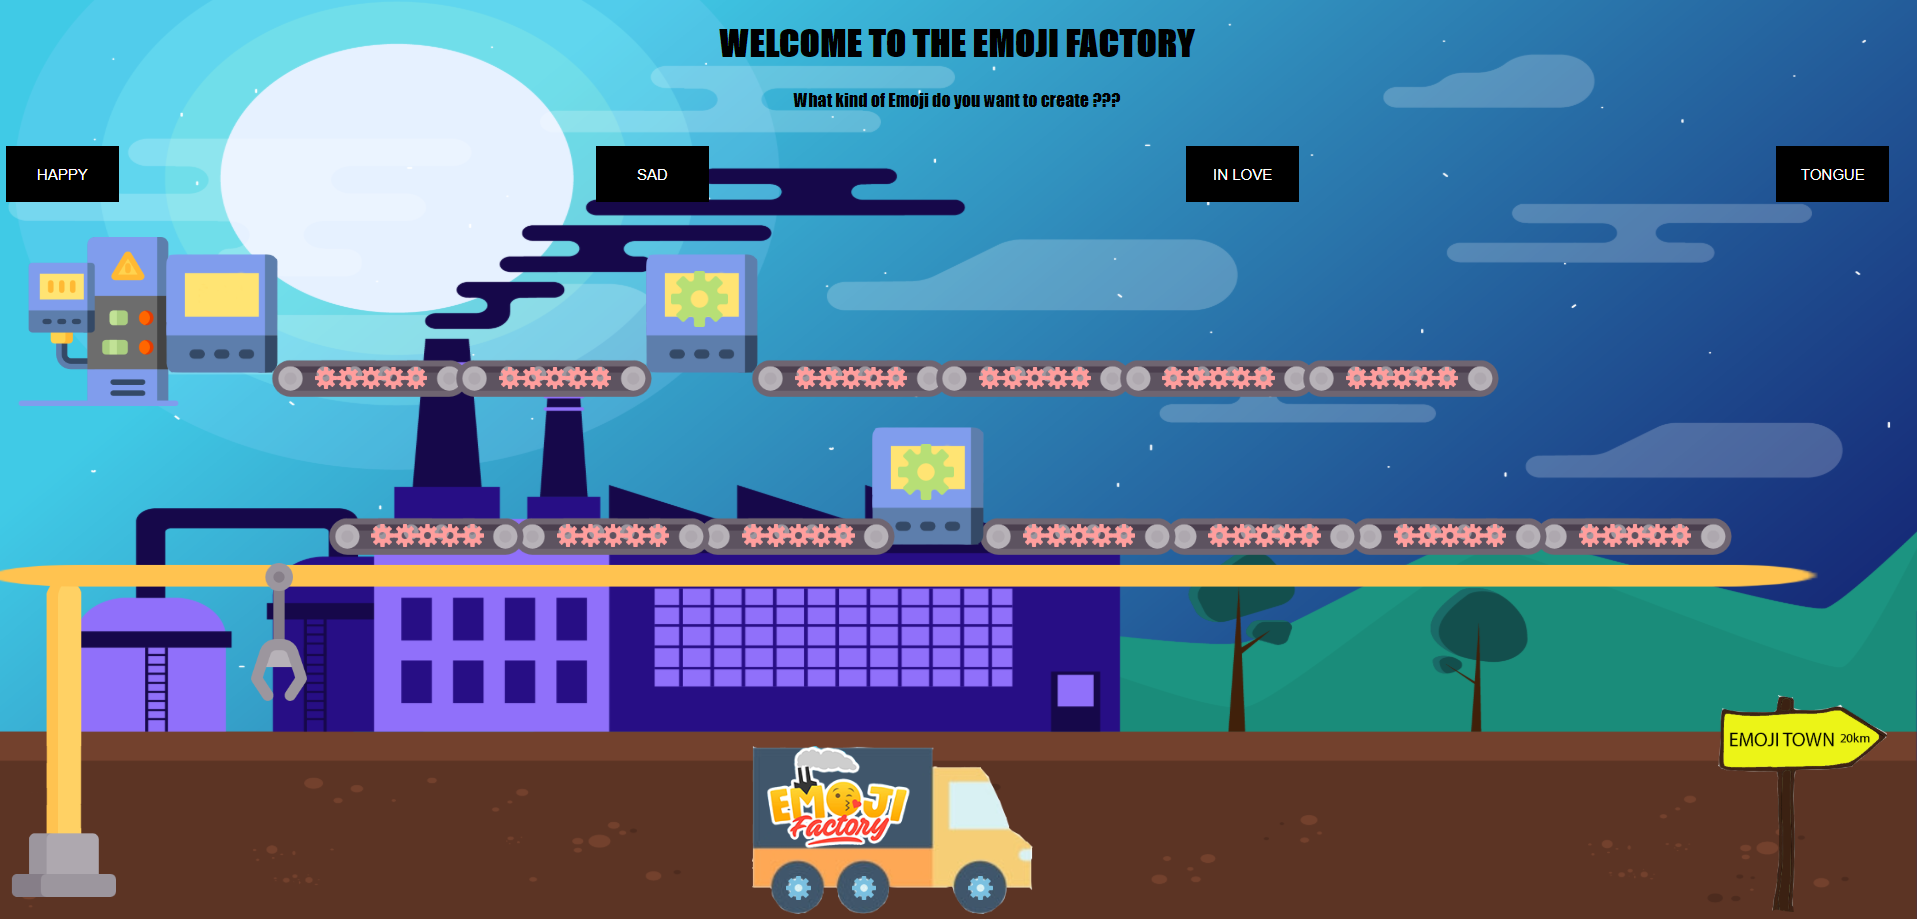 WELCOME TO THE EMOJI FACTORY
What kind of Emoji do you want to create ???
HAPPY
SAD
IN LOVE
TONGUE
EMOJI TOWN 20km
EMOJI
Factory